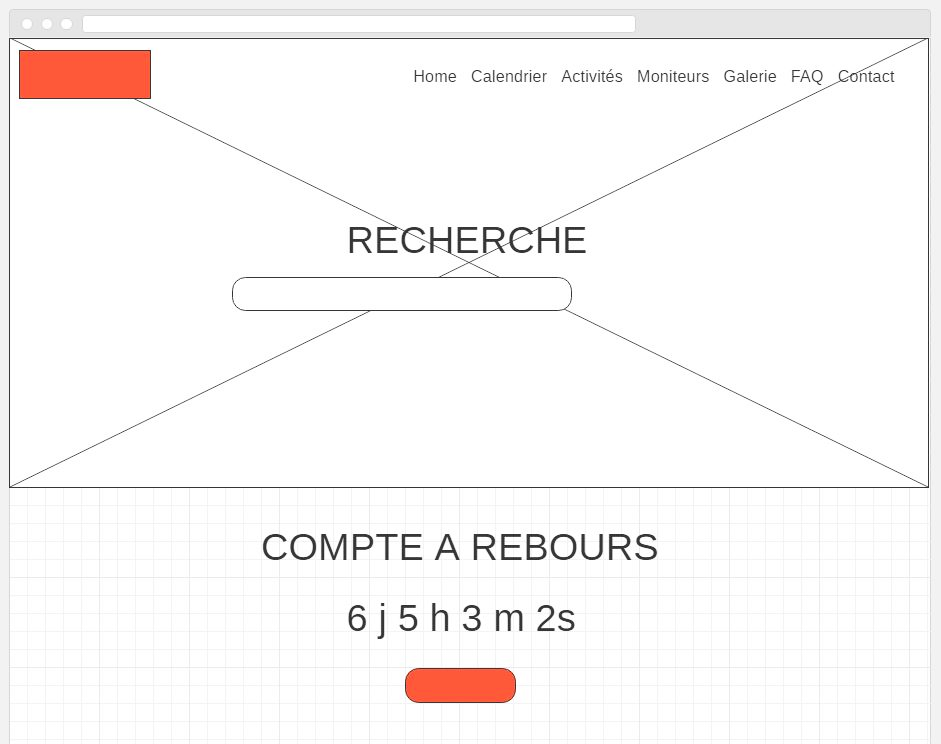 Home Calendrier Activités Moniteurs Galerie FAQ Contact
RECHERCHE
COMPTE A REBOURS
6 j 5 h 3 m 2s